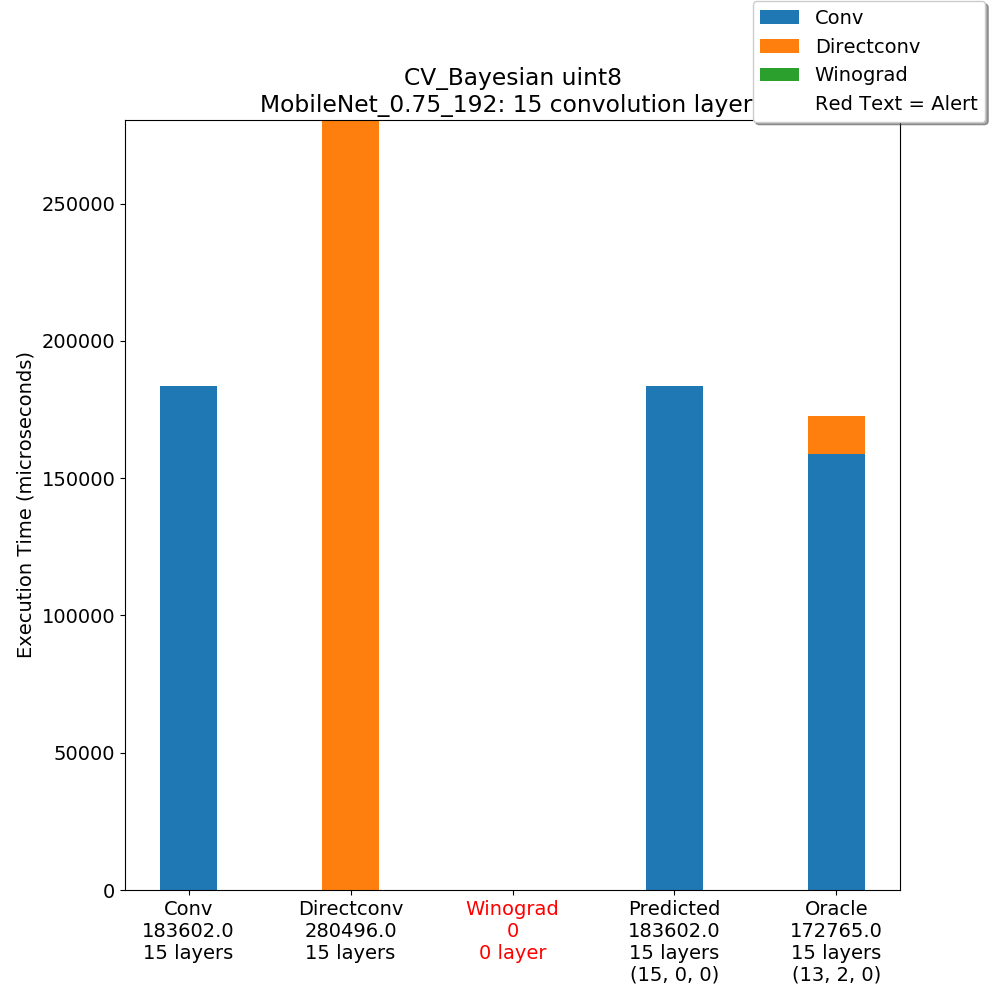 Conv
Directconv
Winograd
Red Text = Alert
CV_Bayesian uint8
MobileNet_0.75_192: 15 convolution layer
Execution Time (microseconds)
250000
200000
150000
100000
50000
0
Conv
183602.0
15 layers
Directconv
280496.0
15 layers
Winograd
0
0 layer
Predicted
183602.0
15 layers
(15, 0, 0)
Oracle
172765.0
15 layers
(13, 2, 0)